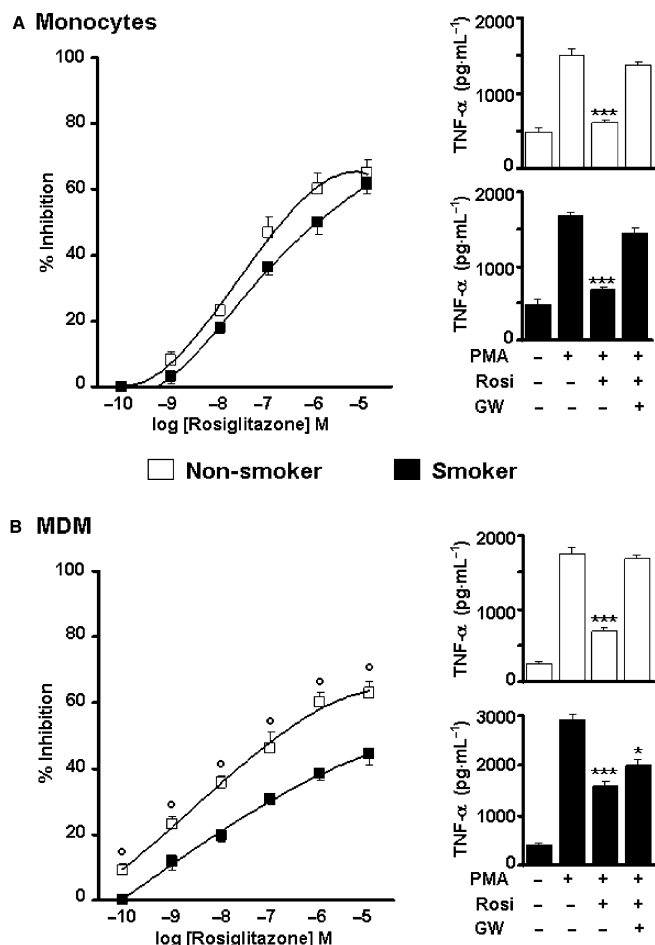 A Monocytes
100
80
60
40
20
0
% Inhibition
–10 –9 –8 –7 –6 –5
log [Rosiglitazone] M
2000
1000
0
TNF-α (pg·mL⁻¹)
***
2000
1000
0
TNF-α (pg·mL⁻¹)
***
PMA – + + +
Rosi – – + +
GW – – – +
Non-smoker Smoker
B MDM
100
80
60
40
20
0
% Inhibition
–10 –9 –8 –7 –6 –5
log [Rosiglitazone] M
2000
1000
0
TNF-α (pg·mL⁻¹)
***
3000
2000
1000
0
TNF-α (pg·mL⁻¹)
*** *
PMA – + + +
Rosi – – + +
GW – – – +